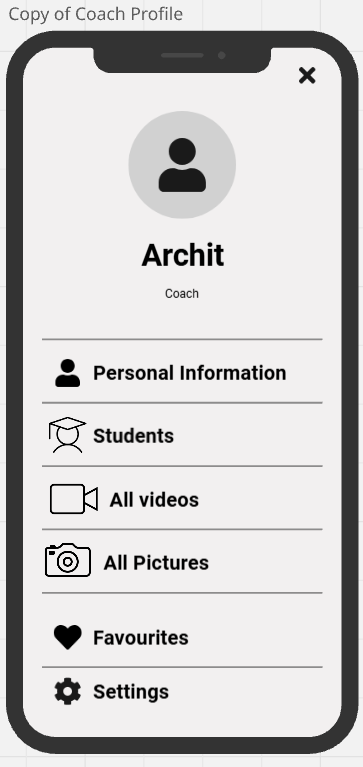 Copy of Coach Profile
Archit
Coach
Personal Information
Students
All videos
All Pictures
Favourites
Settings